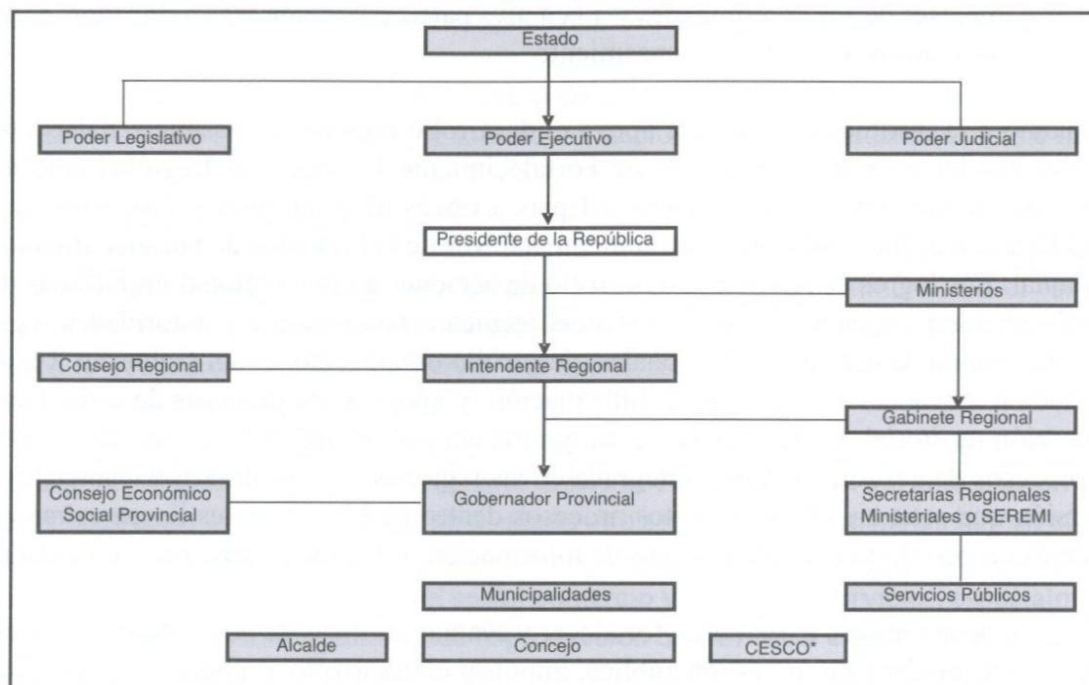 Estado
Poder Legislativo
Poder Ejecutivo
Poder Judicial
Presidente de la República
Ministerios
Consejo Regional
Intendente Regional
Gabinete Regional
Consejo Económico
Social Provincial
Gobernador Provincial
Secretarías Regionales
Ministeriales o SEREMI
Municipalidades
Servicios Públicos
Alcalde
Concejo
CESCO*